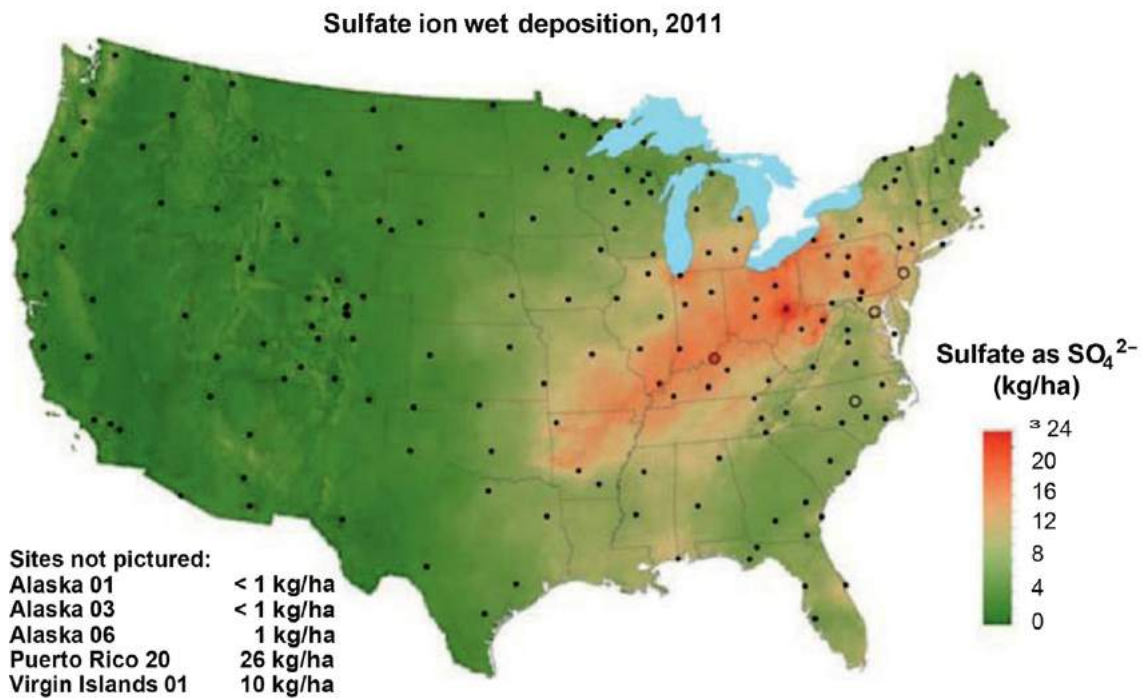 Sulfate ion wet deposition, 2011
Sulfate as SO₄²⁻
(kg/ha)
³ 24
20
16
12
8
4
0
Sites not pictured:
Alaska 01 < 1 kg/ha
Alaska 03 < 1 kg/ha
Alaska 06 1 kg/ha
Puerto Rico 20 26 kg/ha
Virgin Islands 01 10 kg/ha